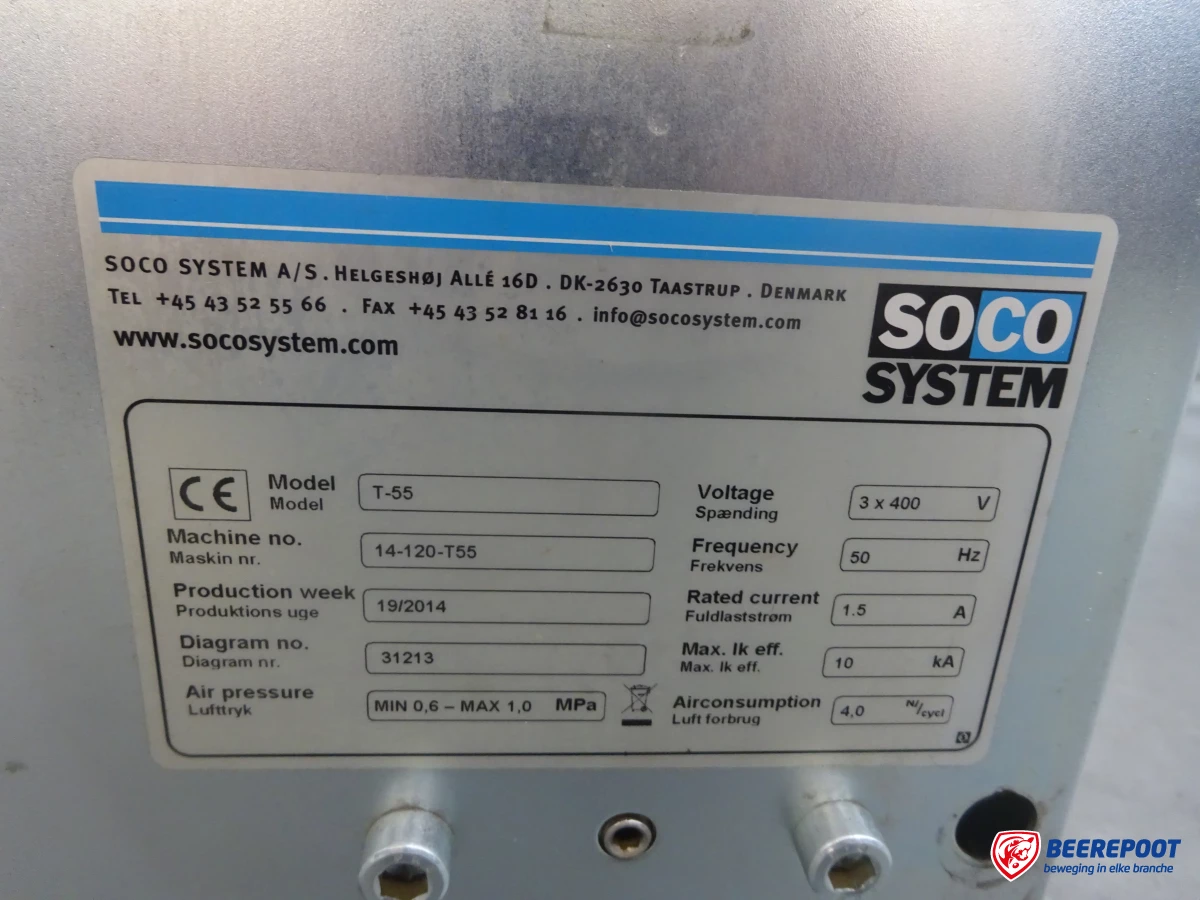 SOCO SYSTEM A/S . HELGESHØJ ALLÉ 16D . DK-2630 TAASTRUP . DENMARK
TEL +45 43 52 55 66 . FAX +45 43 52 81 16 . info@socosystem.com
www.socosystem.com
SOCO
SYSTEM
CE
Model T-55
Model
Machine no. 14-120-T55
Maskin nr.
Production week 19/2014
Produktions uge
Diagram no. 31213
Diagram nr.
Air pressure MIN 0,6 – MAX 1,0 MPa
Lufttryk
Voltage 3 x 400 V
Spænding
Frequency 50 Hz
Frekvens
Rated current 1.5 A
Fuldlaststrøm
Max. Ik eff. 10 kA
Max. Ik eff.
Airconsumption 4,0 Nl/cycl
Luft forbrug
BEEREPOOT
beweging in elke branche